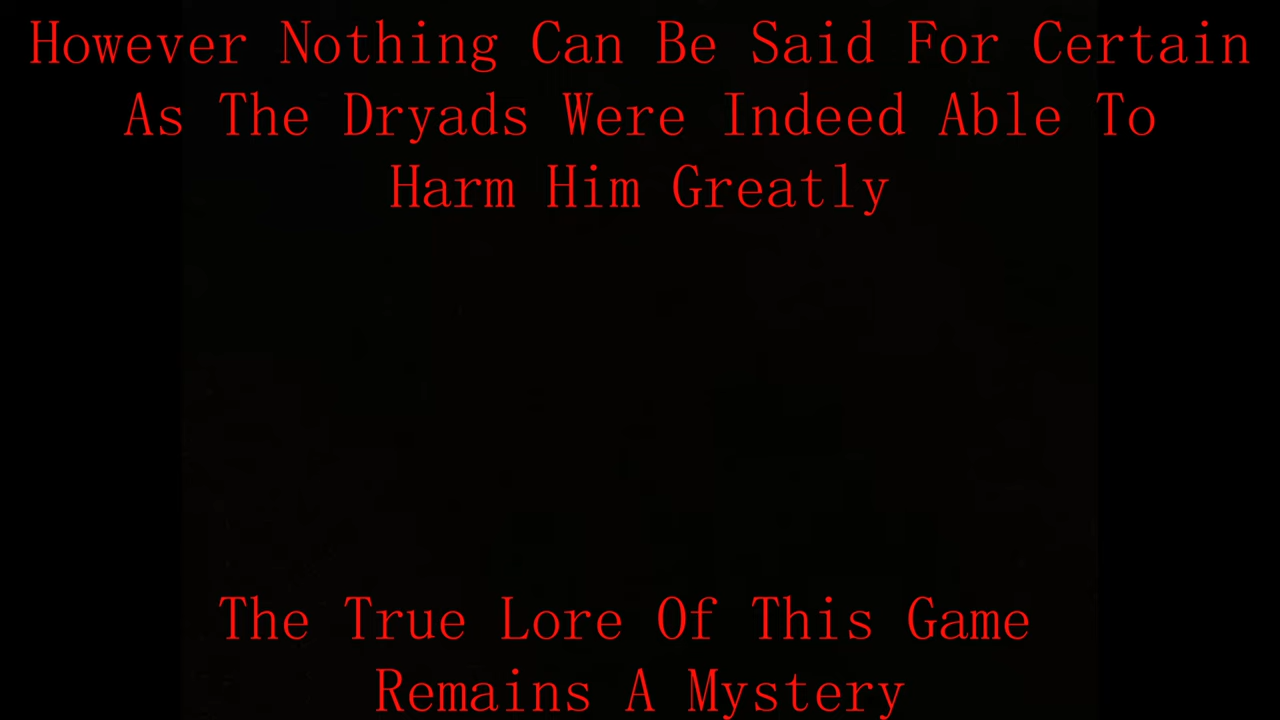 However Nothing Can Be Said For Certain
As The Dryads Were Indeed Able To
Harm Him Greatly
The True Lore Of This Game
Remains A Mystery